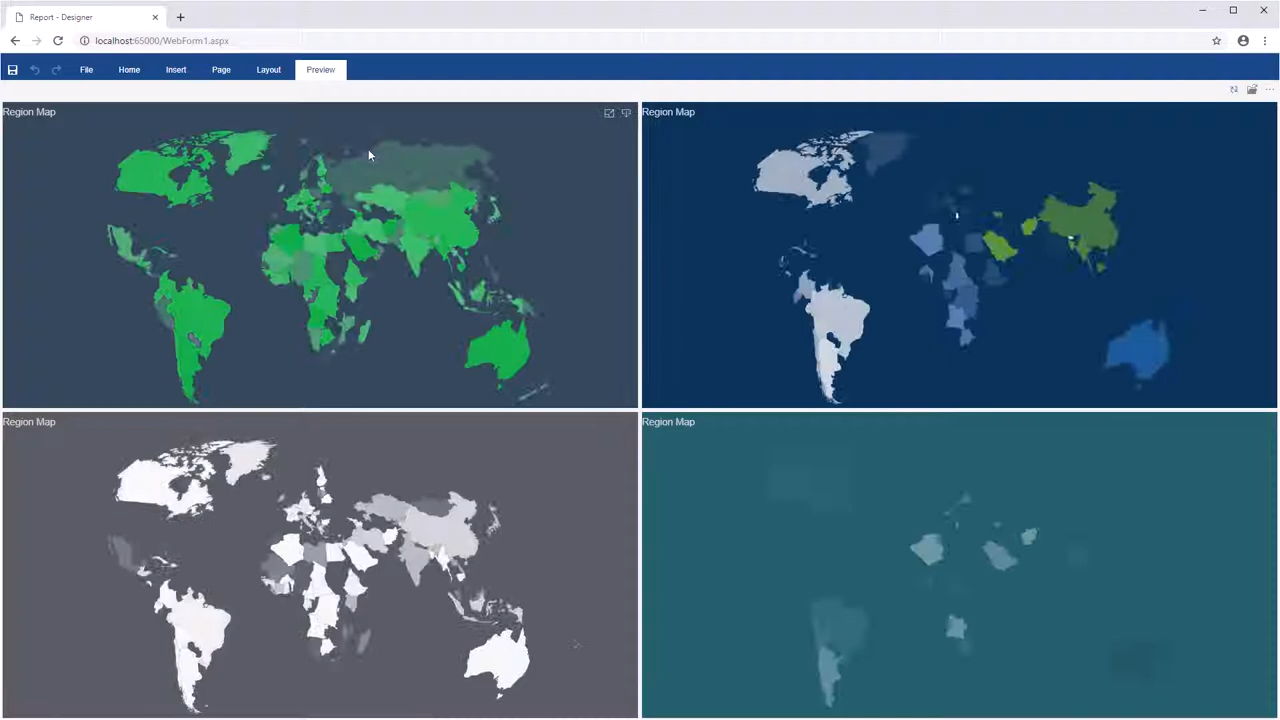 Report - Designer
localhost:65000/WebForm1.aspx
File Home Insert Page Layout Preview
Region Map
Region Map
Region Map
Region Map